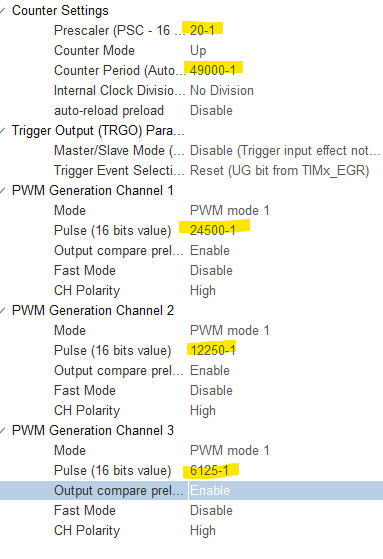 Counter Settings
Prescaler (PSC - 16 ... 20-1
Counter Mode Up
Counter Period (Auto... 49000-1
Internal Clock Divisio... No Division
auto-reload preload Disable
Trigger Output (TRGO) Para...
Master/Slave Mode (... Disable (Trigger input effect not...
Trigger Event Selecti... Reset (UG bit from TIMx_EGR)
PWM Generation Channel 1
Mode PWM mode 1
Pulse (16 bits value) 24500-1
Output compare prel... Enable
Fast Mode Disable
CH Polarity High
PWM Generation Channel 2
Mode PWM mode 1
Pulse (16 bits value) 12250-1
Output compare prel... Enable
Fast Mode Disable
CH Polarity High
PWM Generation Channel 3
Mode PWM mode 1
Pulse (16 bits value) 6125-1
Output compare prel... Enable
Fast Mode Disable
CH Polarity High